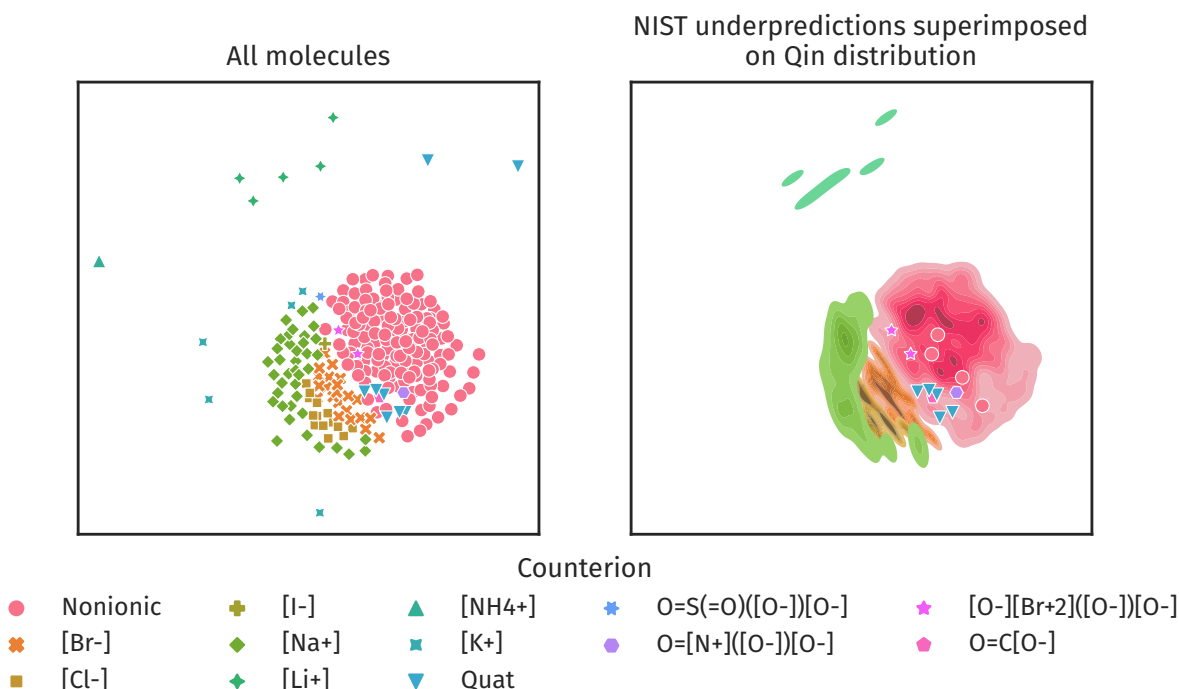 All molecules
NIST underpredictions superimposed
on Qin distribution
Counterion
Nonionic
[I-]
[NH4+]
O=S(=O)([O-])[O-]
[O-][Br+2]([O-])[O-]
[Br-]
[Na+]
[K+]
O=[N+]([O-])[O-]
O=C[O-]
[Cl-]
[Li+]
Quat